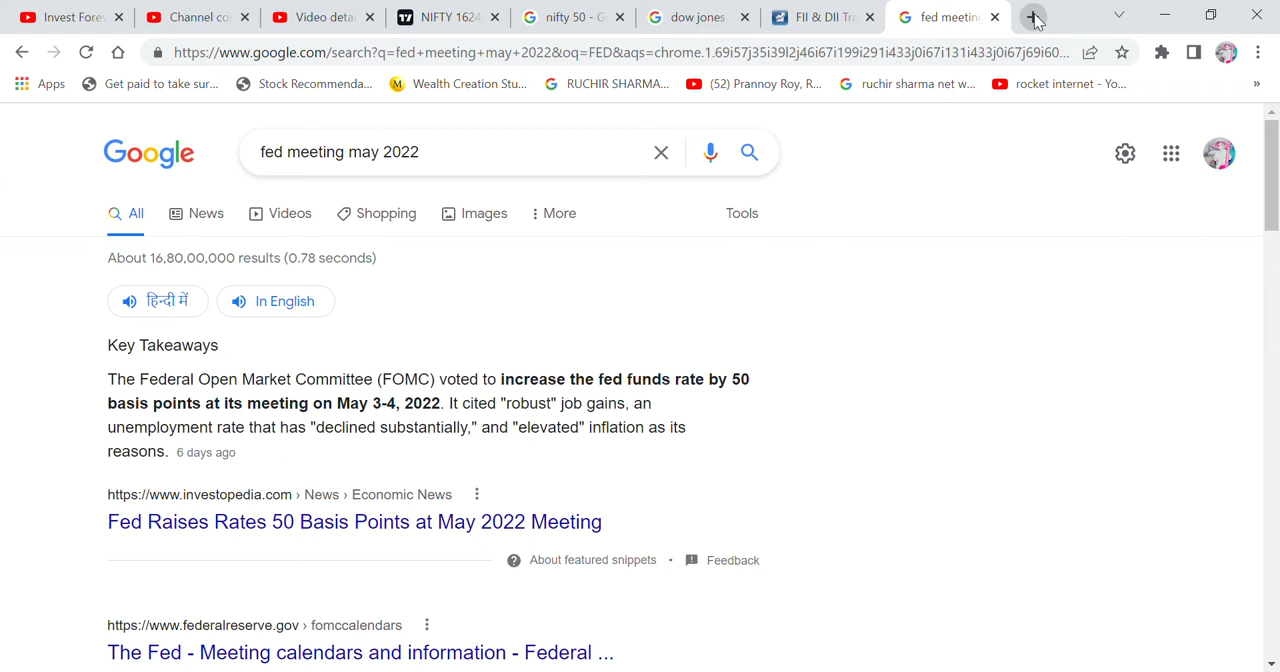 Invest Fore
Channel co
Video deta
NIFTY 1624
nifty 50 - G
dow jones -
FII & DII Tra
fed meeting
https://www.google.com/search?q=fed+meeting+may+2022&oq=FED&aqs=chrome.1.69i57j35i39l2j46i67i199i291i433j0i67i131i433j0i67j69i60...
Apps
Get paid to take sur...
Stock Recommenda...
Wealth Creation Stu...
RUCHIR SHARMA...
(52) Prannoy Roy, R...
ruchir sharma net w...
rocket internet - Yo...
»
Google
fed meeting may 2022
All
News
Videos
Shopping
Images
More
Tools
About 16,80,00,000 results (0.78 seconds)
हिन्दी में
In English
Key Takeaways
The Federal Open Market Committee (FOMC) voted to increase the fed funds rate by 50
basis points at its meeting on May 3-4, 2022. It cited "robust" job gains, an
unemployment rate that has "declined substantially," and "elevated" inflation as its
reasons. 6 days ago
https://www.investopedia.com › News › Economic News
Fed Raises Rates 50 Basis Points at May 2022 Meeting
About featured snippets • Feedback
https://www.federalreserve.gov › fomccalendars
The Fed - Meeting calendars and information - Federal ...